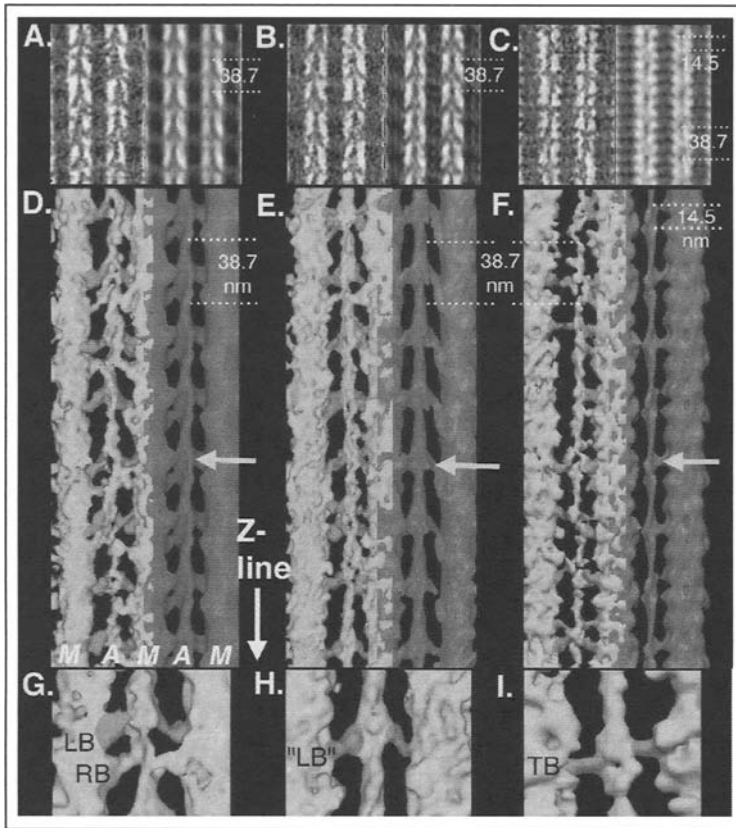 A.
38.7
B.
38.7
C.
14.5
38.7
D.
38.7
nm
E.
38.7
nm
F.
14.5
nm
Z-
line
M A M A M
G.
LB
RB
H.
"LB"
I.
TB